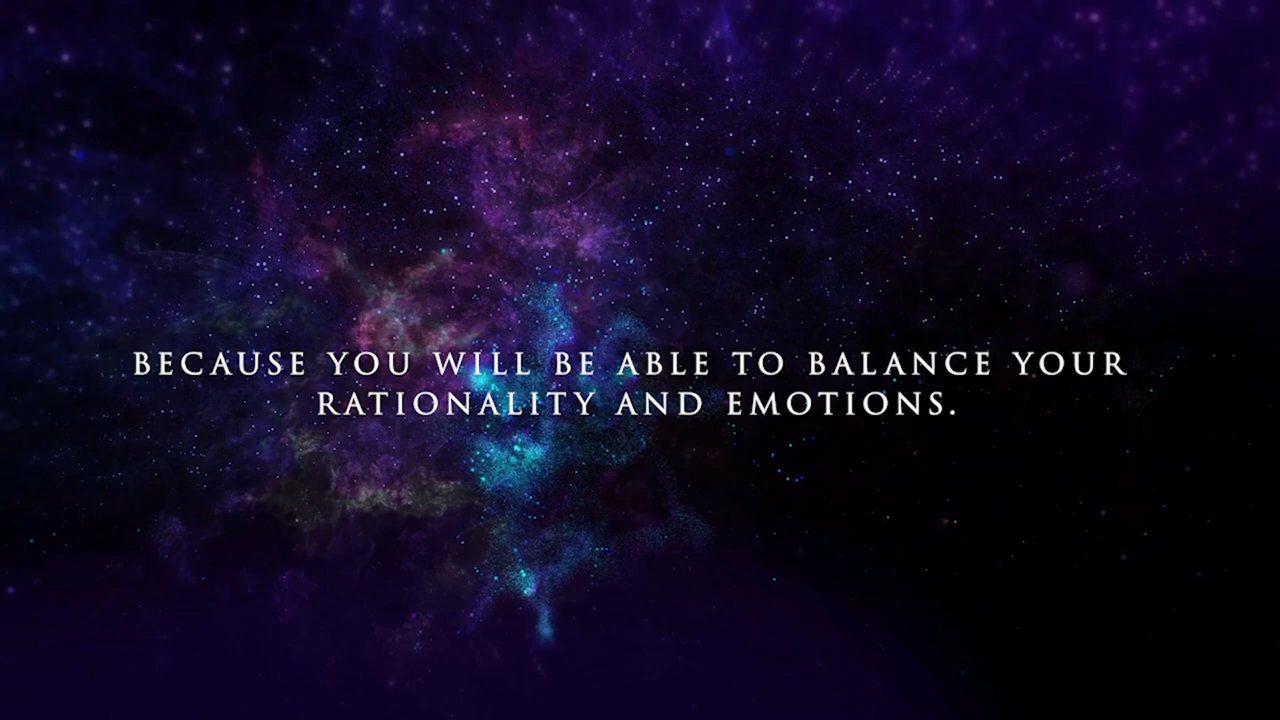 BECAUSE YOU WILL BE ABLE TO BALANCE YOUR
RATIONALITY AND EMOTIONS.